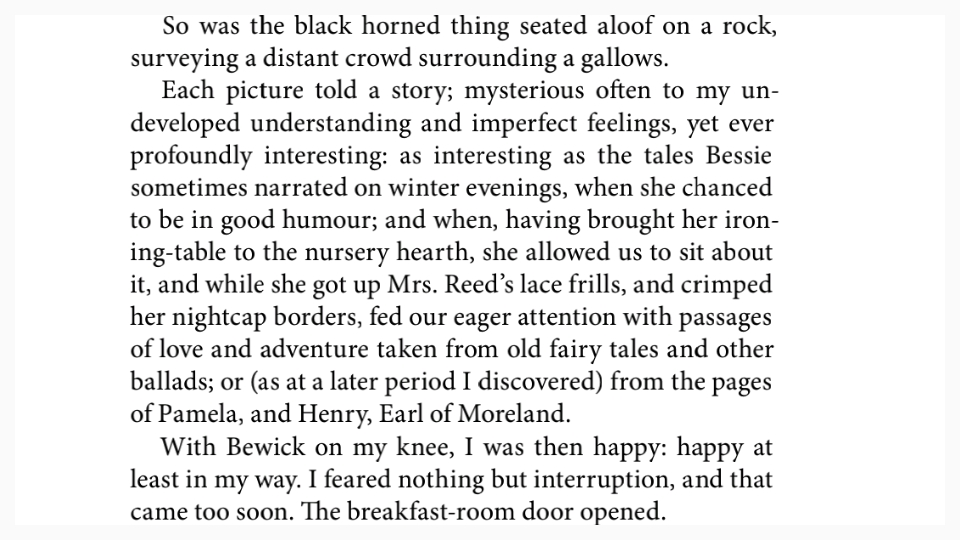 So was the black horned thing seated aloof on a rock,
surveying a distant crowd surrounding a gallows.
Each picture told a story; mysterious often to my un-
developed understanding and imperfect feelings, yet ever
profoundly interesting: as interesting as the tales Bessie
sometimes narrated on winter evenings, when she chanced
to be in good humour; and when, having brought her iron-
ing-table to the nursery hearth, she allowed us to sit about
it, and while she got up Mrs. Reed’s lace frills, and crimped
her nightcap borders, fed our eager attention with passages
of love and adventure taken from old fairy tales and other
ballads; or (as at a later period I discovered) from the pages
of Pamela, and Henry, Earl of Moreland.
With Bewick on my knee, I was then happy: happy at
least in my way. I feared nothing but interruption, and that
came too soon. The breakfast-room door opened.